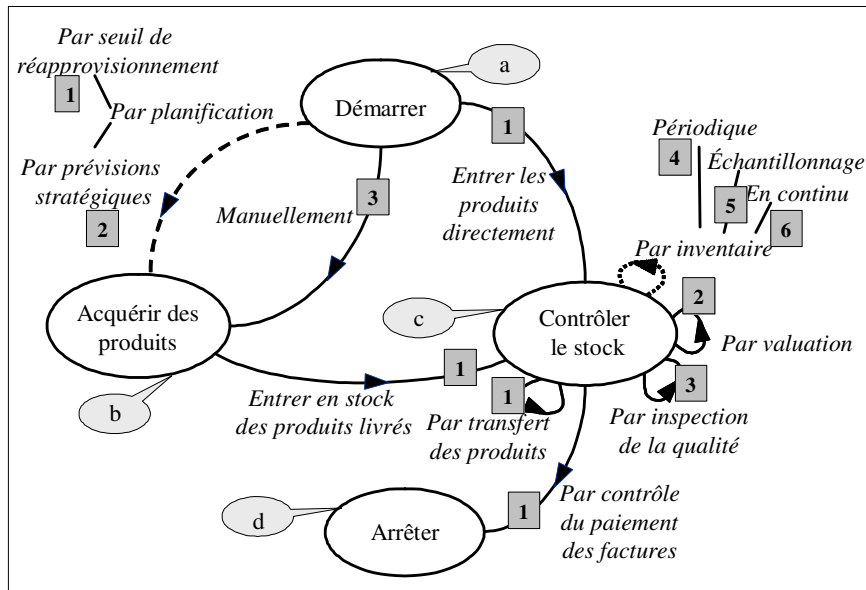 Par seuil de
réapprovisionnement
1
Par planification
Par prévisions
stratégiques
2
a
Démarrer
1
3
Manuellement
Entrer les
produits
directement
Périodique
4
Échantillonnage
5
En continu
6
Par inventaire
Acquérir des
produits
b
c
Contrôler
le stock
2
Par valuation
3
Par inspection
de la qualité
1
Entrer en stock
des produits livrés
1
Par transfert
des produits
d
Arrêter
1
Par contrôle
du paiement
des factures